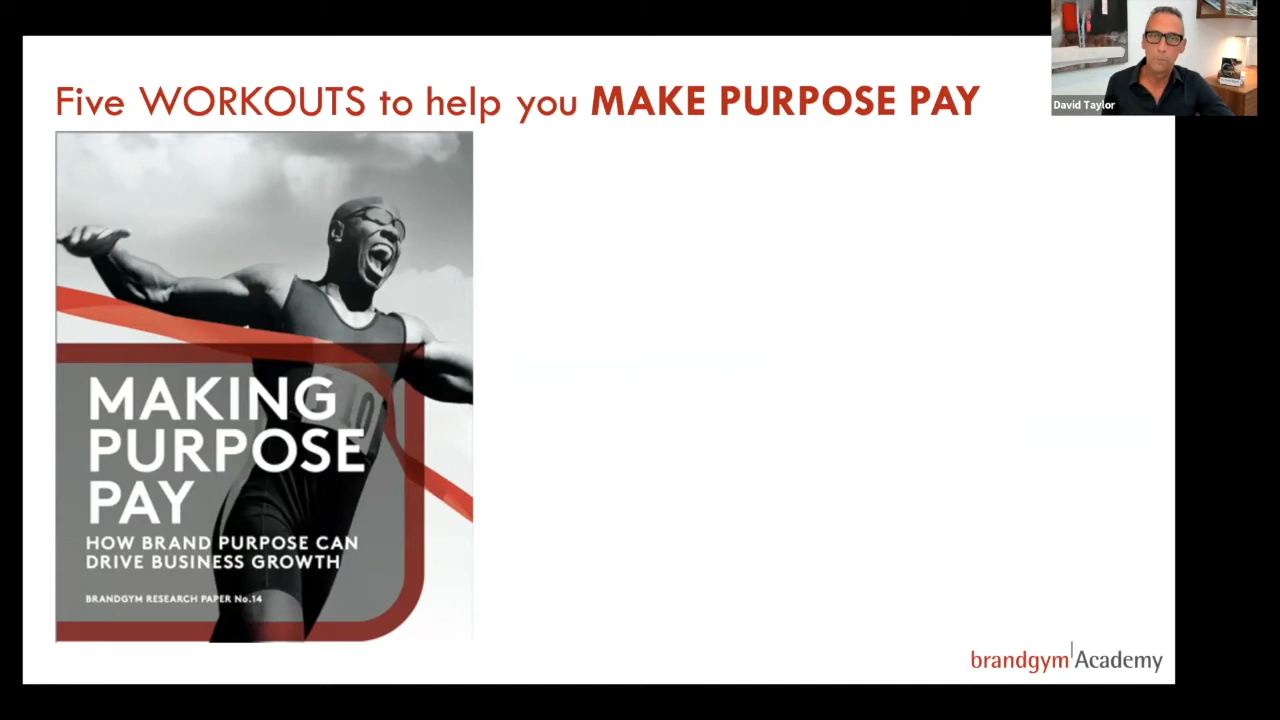 Five WORKOUTS to help you MAKE PURPOSE PAY
David Taylor
MAKING
PURPOSE
PAY
HOW BRAND PURPOSE CAN
DRIVE BUSINESS GROWTH
BRANDGYM RESEARCH PAPER No.14
brandgym Academy